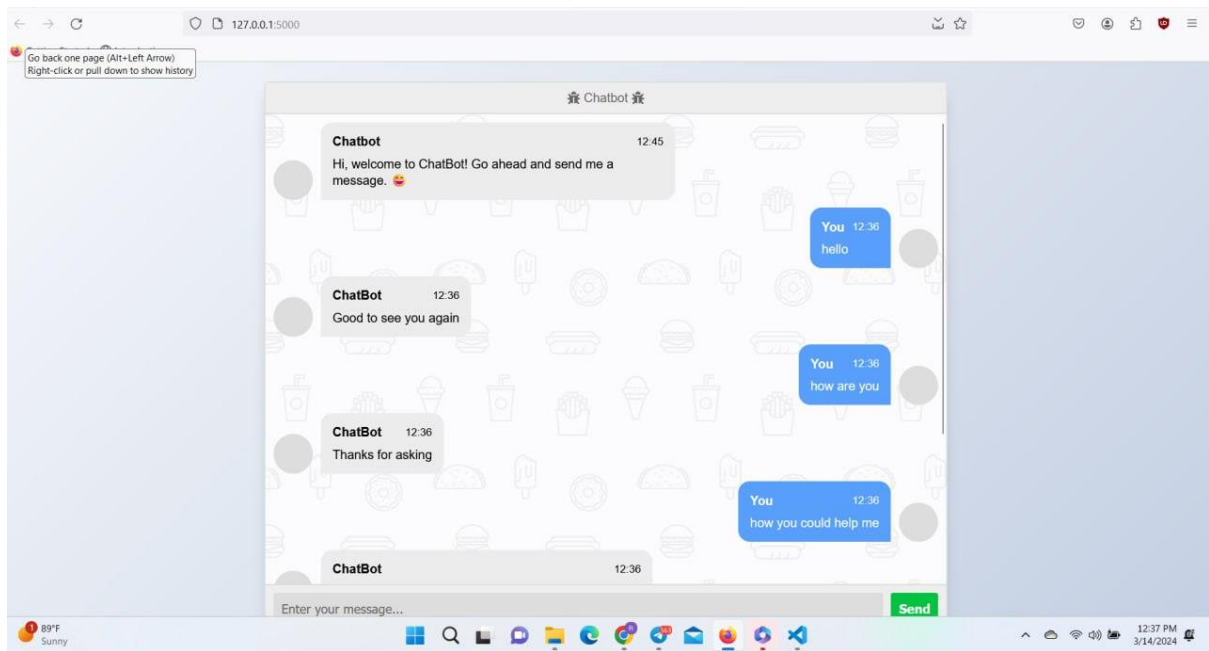 127.0.0.1:5000
Go back one page (Alt+Left Arrow)
Right-click or pull down to show history
Chatbot
Chatbot 12:45
Hi, welcome to ChatBot! Go ahead and send me a
message.
You 12:36
hello
ChatBot 12:36
Good to see you again
You 12:36
how are you
ChatBot 12:36
Thanks for asking
You 12:36
how you could help me
ChatBot 12:36
Enter your message...
Send
1
89°F
Sunny
12:37 PM
3/14/2024